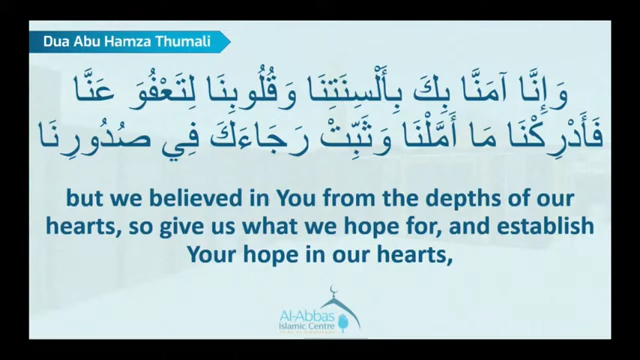 Dua Abu Hamza Thumali
وَإِنَّا آمَنَّا بِكَ بِأَلْسِنَتِنَا وَقُلُوبِنَا لِتَعْفُوَ عَنَّا
فَأَدْرِكْنَا مَا أَمَّلْنَا وَثَبِّتْ رَجَاءَكَ فِي صُدُورِنَا
but we believed in You from the depths of our
hearts, so give us what we hope for, and establish
Your hope in our hearts,
Al-Abbas
Islamic Centre